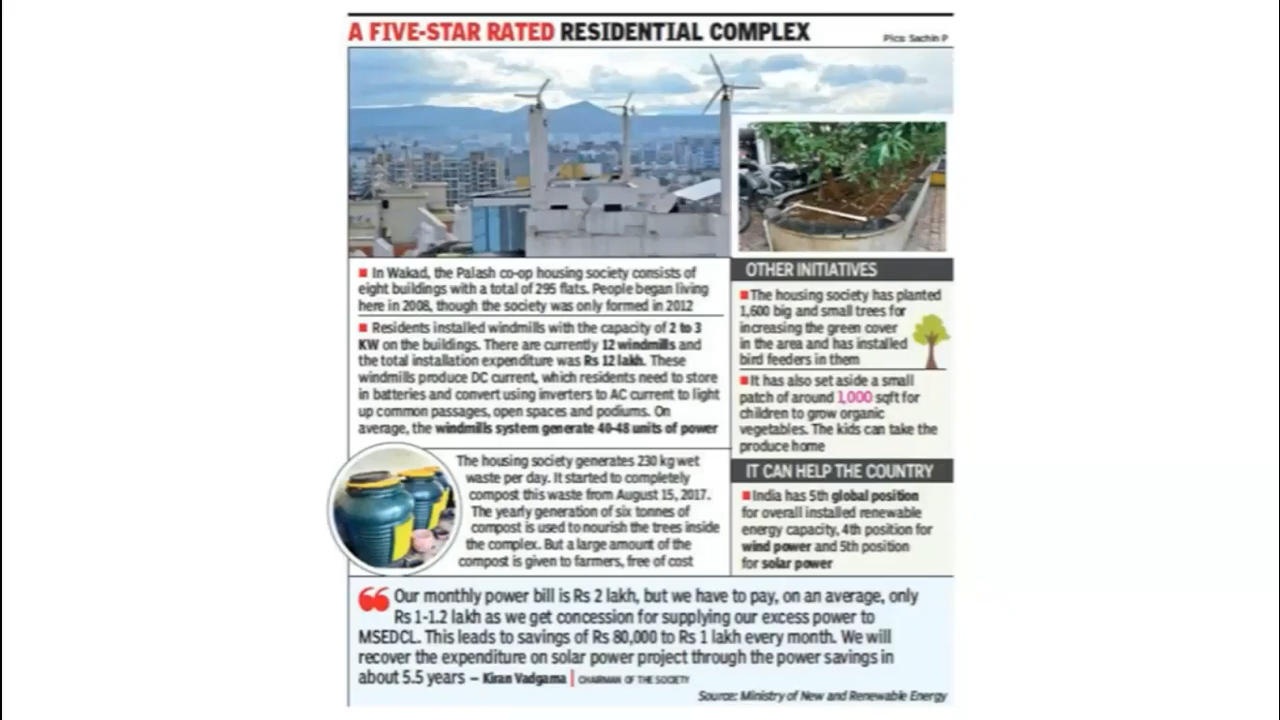 A FIVE-STAR RATED RESIDENTIAL COMPLEX
Pics: Sachin P
■ In Wakad, the Palash co-op housing society consists of
eight buildings with a total of 295 flats. People began living
here in 2008, though the society was only formed in 2012
■ Residents installed windmills with the capacity of 2 to 3
KW on the buildings. There are currently 12 windmills and
the total installation expenditure was Rs 12 lakh. These
windmills produce DC current, which residents need to store
in batteries and convert using inverters to AC current to light
up common passages, open spaces and podiums. On
average, the windmills system generate 40-48 units of power
The housing society generates 230 kg wet
waste per day. It started to completely
compost this waste from August 15, 2017.
The yearly generation of six tonnes of
compost is used to nourish the trees inside
the complex. But a large amount of the
compost is given to farmers, free of cost
OTHER INITIATIVES
■ The housing society has planted
1,600 big and small trees for
increasing the green cover
in the area and has installed
bird feeders in them
■ It has also set aside a small
patch of around 1,000 sqft for
children to grow organic
vegetables. The kids can take the
produce home
IT CAN HELP THE COUNTRY
■ India has 5th global position
for overall installed renewable
energy capacity, 4th position for
wind power and 5th position
for solar power
“ Our monthly power bill is Rs 2 lakh, but we have to pay, on an average, only
Rs 1-1.2 lakh as we get concession for supplying our excess power to
MSEDCL. This leads to savings of Rs 80,000 to Rs 1 lakh every month. We will
recover the expenditure on solar power project through the power savings in
about 5.5 years – Kiran Vadgama | CHAIRMAN OF THE SOCIETY
Source: Ministry of New and Renewable Energy